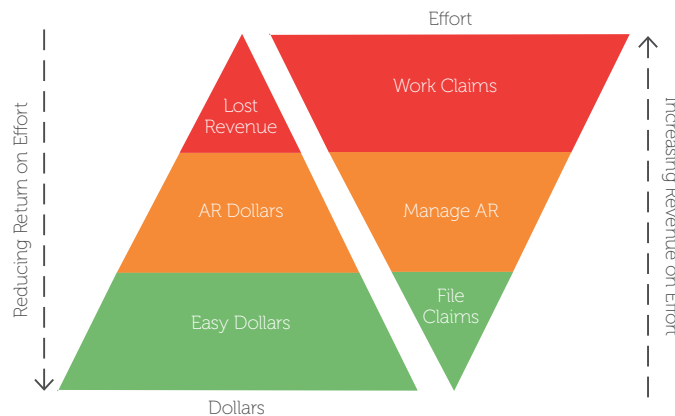 Effort
Work Claims
Lost
Revenue
AR Dollars
Manage AR
File
Claims
Easy Dollars
Dollars
Reducing Return on Effort
Increasing Revenue on Effort